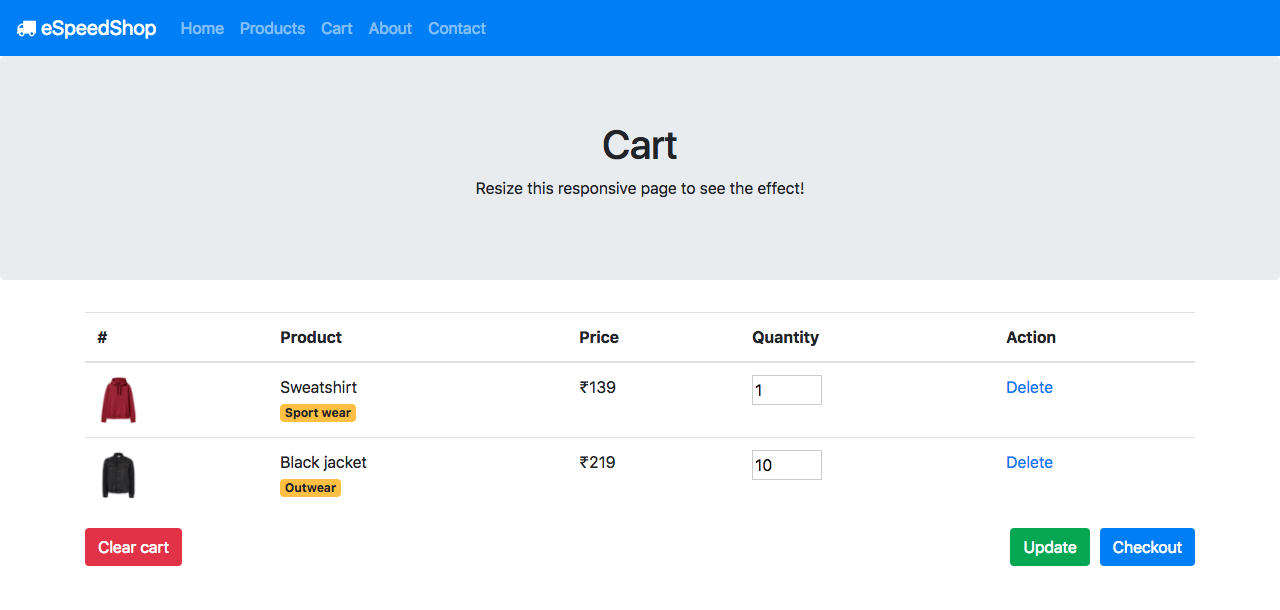 eSpeedShop Home Products Cart About Contact
Cart
Resize this responsive page to see the effect!
# Product Price Quantity Action
Sweatshirt ₹139 1 Delete
Sport wear
Black jacket ₹219 10 Delete
Outwear
Clear cart Update Checkout